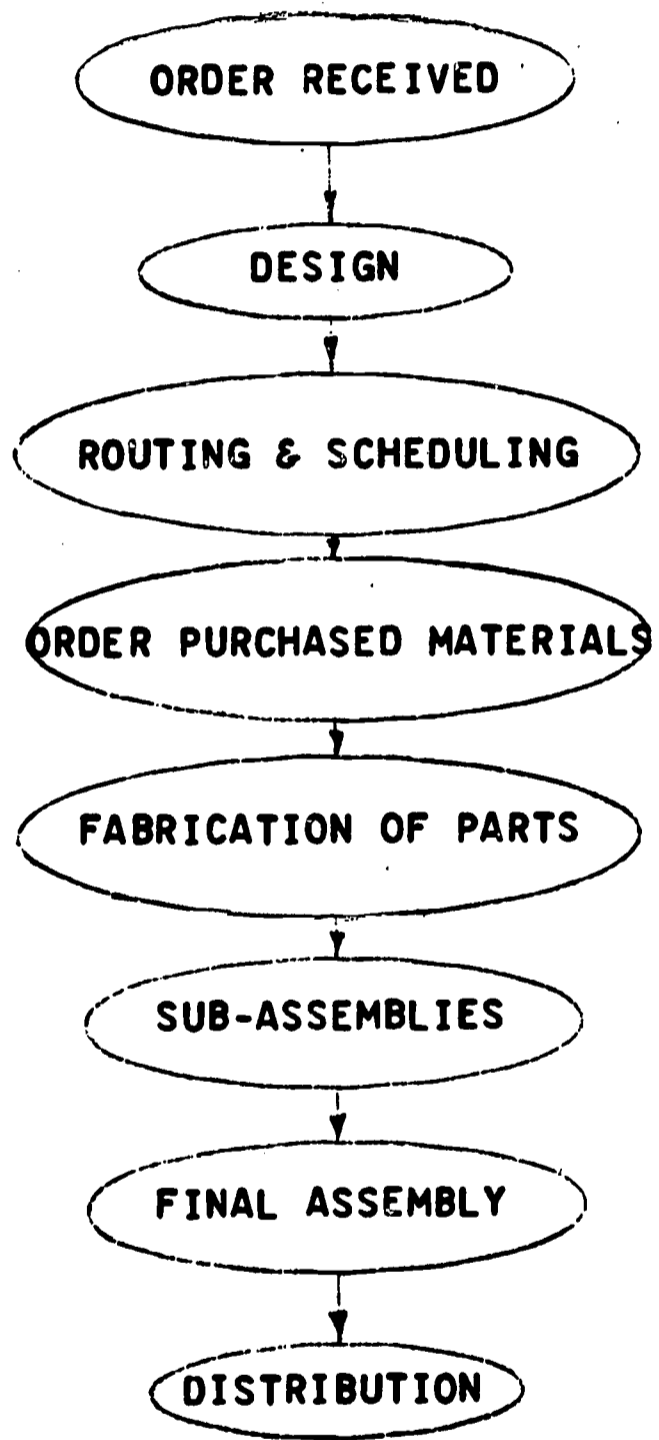 ORDER RECEIVED
DESIGN
ROUTING & SCHEDULING
ORDER PURCHASED MATERIALS
FABRICATION OF PARTS
SUB-ASSEMBLIES
FINAL ASSEMBLY
DISTRIBUTION